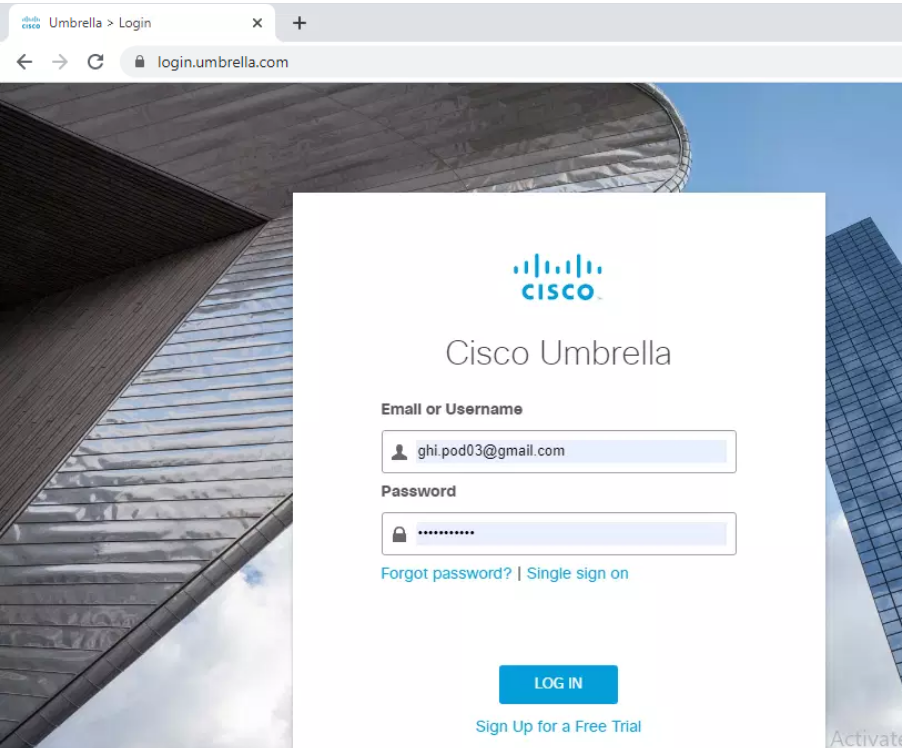 cisco Umbrella > Login
login.umbrella.com
CISCO
Cisco Umbrella
Email or Username
ghi.pod03@gmail.com
Password
•••••••••••
Forgot password? | Single sign on
LOG IN
Sign Up for a Free Trial
Activate